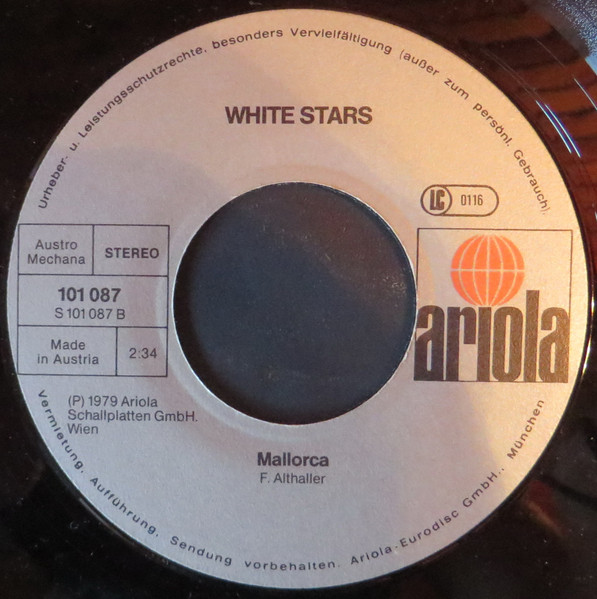 Urheber- u. Leistungsschutzrechte, besonders Vervielfältigung (außer zum persönl. Gebrauch),
WHITE STARS
LC 0116
Austro
Mechana
STEREO
101 087
S 101 087 B
Made
in Austria
2:34
ariola
(P) 1979 Ariola
Schallplatten GmbH.
Wien
Mallorca
F. Althaller
Vermietung, Aufführung, Sendung vorbehalten. Ariola-Eurodisc GmbH., München